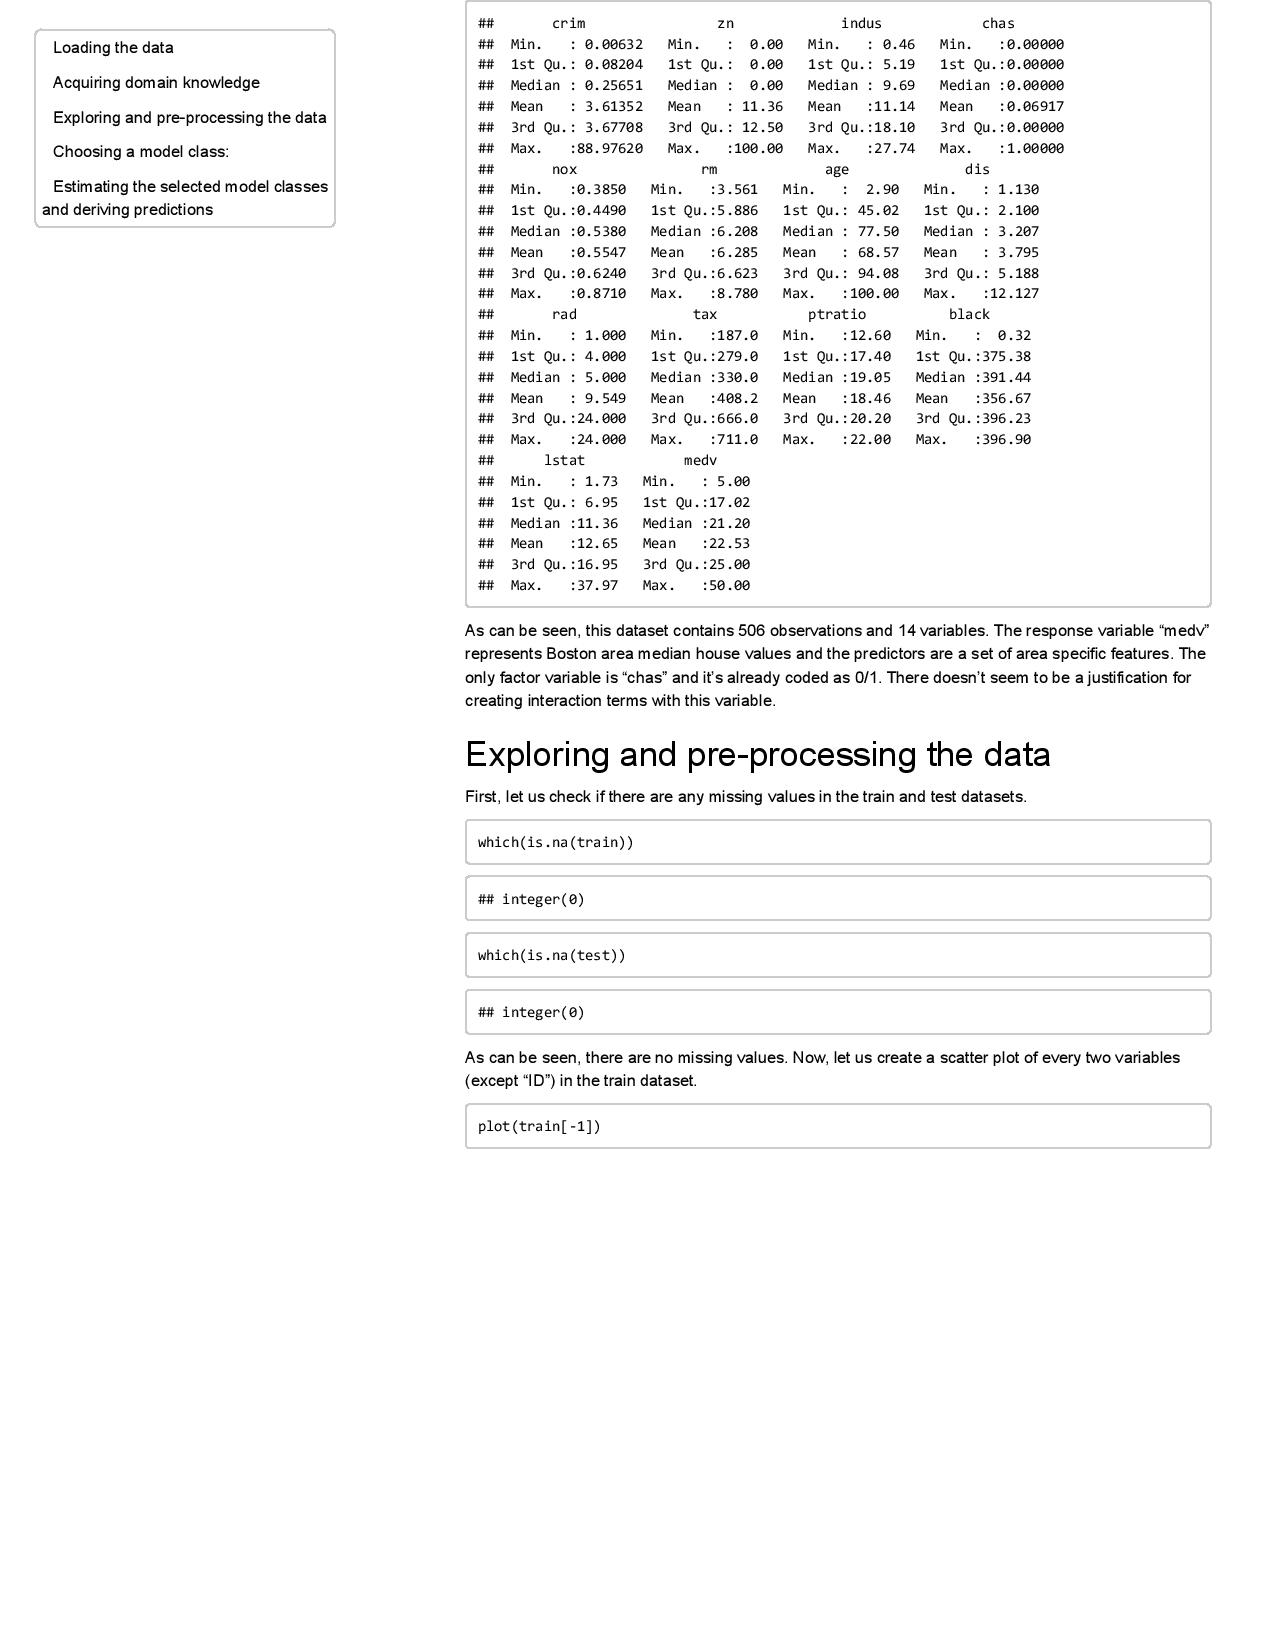 Loading the data
Acquiring domain knowledge
Exploring and pre-processing the data
Choosing a model class:
Estimating the selected model classes
and deriving predictions
##       crim                zn             indus            chas
##  Min.   : 0.00632   Min.   :  0.00   Min.   : 0.46   Min.   :0.00000
##  1st Qu.: 0.08204   1st Qu.:  0.00   1st Qu.: 5.19   1st Qu.:0.00000
##  Median : 0.25651   Median :  0.00   Median : 9.69   Median :0.00000
##  Mean   : 3.61352   Mean   : 11.36   Mean   :11.14   Mean   :0.06917
##  3rd Qu.: 3.67708   3rd Qu.: 12.50   3rd Qu.:18.10   3rd Qu.:0.00000
##  Max.   :88.97620   Max.   :100.00   Max.   :27.74   Max.   :1.00000
##       nox               rm             age              dis
##  Min.   :0.3850   Min.   :3.561   Min.   :  2.90   Min.   : 1.130
##  1st Qu.:0.4490   1st Qu.:5.886   1st Qu.: 45.02   1st Qu.: 2.100
##  Median :0.5380   Median :6.208   Median : 77.50   Median : 3.207
##  Mean   :0.5547   Mean   :6.285   Mean   : 68.57   Mean   : 3.795
##  3rd Qu.:0.6240   3rd Qu.:6.623   3rd Qu.: 94.08   3rd Qu.: 5.188
##  Max.   :0.8710   Max.   :8.780   Max.   :100.00   Max.   :12.127
##       rad              tax           ptratio          black
##  Min.   : 1.000   Min.   :187.0   Min.   :12.60   Min.   :  0.32
##  1st Qu.: 4.000   1st Qu.:279.0   1st Qu.:17.40   1st Qu.:375.38
##  Median : 5.000   Median :330.0   Median :19.05   Median :391.44
##  Mean   : 9.549   Mean   :408.2   Mean   :18.46   Mean   :356.67
##  3rd Qu.:24.000   3rd Qu.:666.0   3rd Qu.:20.20   3rd Qu.:396.23
##  Max.   :24.000   Max.   :711.0   Max.   :22.00   Max.   :396.90
##      lstat            medv
##  Min.   : 1.73   Min.   : 5.00
##  1st Qu.: 6.95   1st Qu.:17.02
##  Median :11.36   Median :21.20
##  Mean   :12.65   Mean   :22.53
##  3rd Qu.:16.95   3rd Qu.:25.00
##  Max.   :37.97   Max.   :50.00
As can be seen, this dataset contains 506 observations and 14 variables. The response variable “medv”
represents Boston area median house values and the predictors are a set of area specific features. The
only factor variable is “chas” and it’s already coded as 0/1. There doesn’t seem to be a justification for
creating interaction terms with this variable.
Exploring and pre-processing the data
First, let us check if there are any missing values in the train and test datasets.
which(is.na(train))
## integer(0)
which(is.na(test))
## integer(0)
As can be seen, there are no missing values. Now, let us create a scatter plot of every two variables
(except “ID”) in the train dataset.
plot(train[-1])